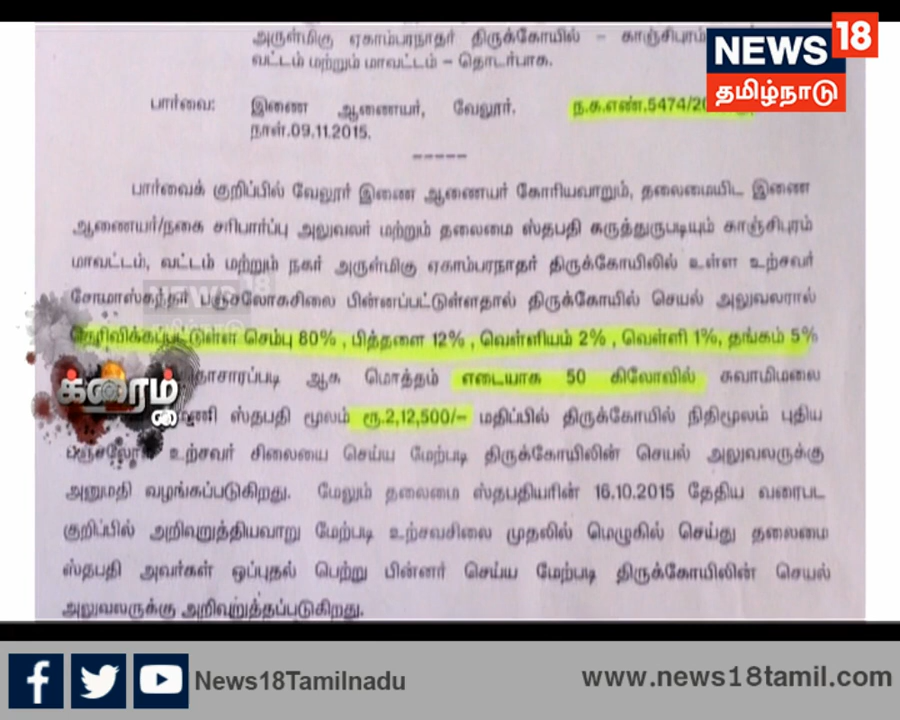 அருள்மிகு ஏகாம்பரநாதர் திருக்கோயில் – காஞ்சிபுரம்
வட்டம் மற்றும் மாவட்டம் – தொடர்பாக.
NEWS 18
தமிழ்நாடு
பார்வை: இணை ஆணையர், வேலூர். ந.க.எண்.5474/20
நாள்.09.11.2015.
-----
பார்வைக் குறிப்பில் வேலூர் இணை ஆணையர் கோரியவாறும், தலைமையிட இணை
ஆணையர்/நகை சரிபார்ப்பு அலுவலர் மற்றும் தலைமை ஸ்தபதி கருத்துருபடியும் காஞ்சிபுரம்
மாவட்டம், வட்டம் மற்றும் நகர் அருள்மிகு ஏகாம்பரநாதர் திருக்கோயிலில் உள்ள உற்சவர்
சோமாஸ்கந்தர் பஞ்சலோகசிலை பின்னப்பட்டுள்ளதால் திருக்கோயில் செயல் அலுவலரால்
தெரிவிக்கப்பட்டுள்ள செம்பு 80% , பித்தளை 12% , வெள்ளியம் 2% , வெள்ளி 1%, தங்கம் 5%
தாசாரப்படி ஆக மொத்தம் எடையாக 50 கிலோவில் சுவாமிமலை
க்ரைம்
ஸ்தபதி மூலம் ரூ.2,12,500/– மதிப்பில் திருக்கோயில் நிதிமூலம் புதிய
உற்சவர் சிலையை செய்ய மேற்படி திருக்கோயிலின் செயல் அலுவலருக்கு
அனுமதி வழங்கப்படுகிறது. மேலும் தலைமை ஸ்தபதியரின் 16.10.2015 தேதிய வரைபட
குறிப்பில் அறிவுறுத்தியவாறு மேற்படி உற்சவசிலை முதலில் மெழுகில் செய்து தலைமை
ஸ்தபதி அவர்கள் ஒப்புதல் பெற்று பின்னர் செய்ய மேற்படி திருக்கோயிலின் செயல்
அலுவலருக்கு அறிவுறுத்தப்படுகிறது.
News18Tamilnadu
www.news18tamil.com